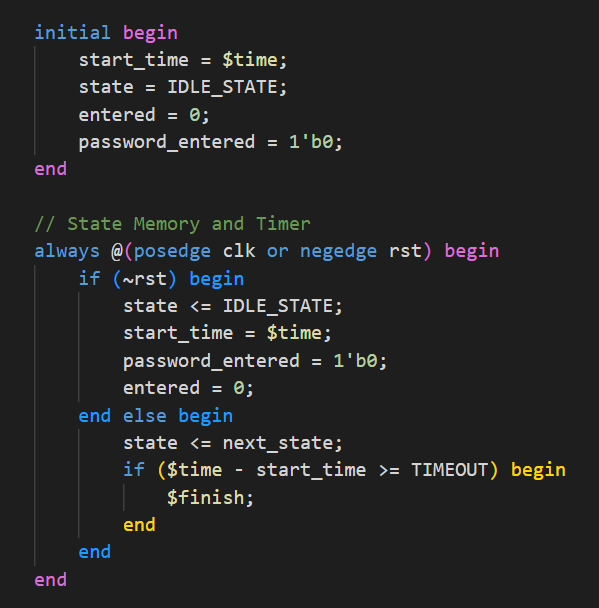 initial begin
    start_time = $time;
    state = IDLE_STATE;
    entered = 0;
    password_entered = 1'b0;
end

// State Memory and Timer
always @(posedge clk or negedge rst) begin
    if (~rst) begin
        state <= IDLE_STATE;
        start_time = $time;
        password_entered = 1'b0;
        entered = 0;
    end else begin
        state <= next_state;
        if ($time - start_time >= TIMEOUT) begin
            $finish;
        end
    end
end